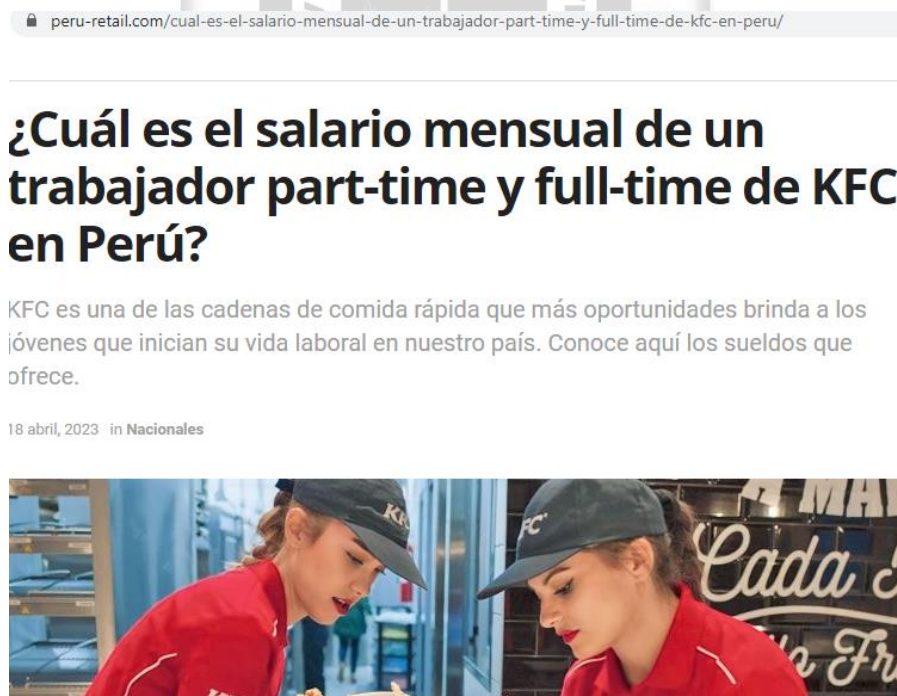 peru-retail.com/cual-es-el-salario-mensual-de-un-trabajador-part-time-y-full-time-de-kfc-en-peru/
¿Cuál es el salario mensual de un
trabajador part-time y full-time de KFC
en Perú?
KFC es una de las cadenas de comida rápida que más oportunidades brinda a los
jóvenes que inician su vida laboral en nuestro país. Conoce aquí los sueldos que
ofrece.
18 abril, 2023 in Nacionales
KFC
FC
A MA
Cada
Fr